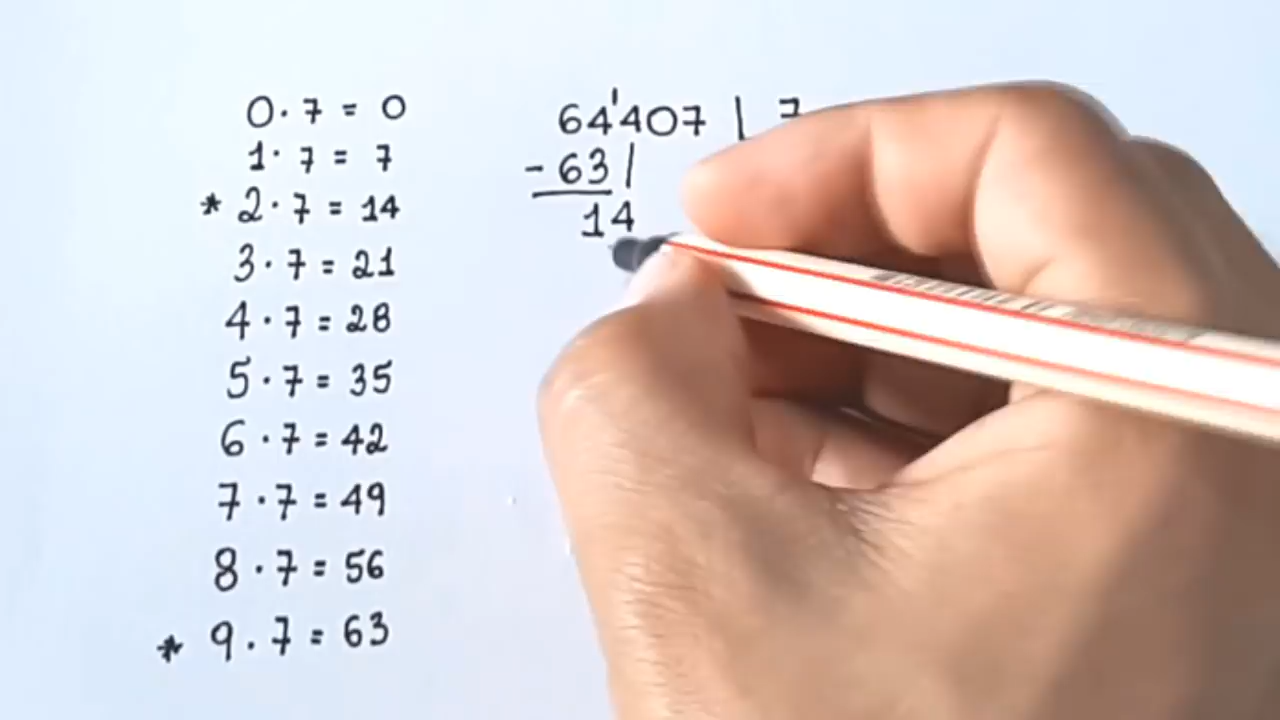 0 · 7 = 0
1 · 7 = 7
* 2 · 7 = 14
3 · 7 = 21
4 · 7 = 28
5 · 7 = 35
6 · 7 = 42
7 · 7 = 49
8 · 7 = 56
* 9 · 7 = 63
64'407 | 7
- 63 |
14